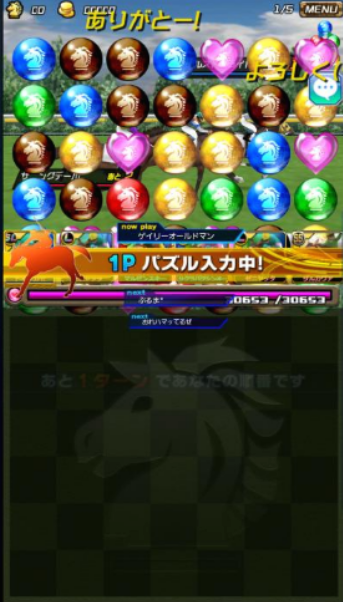 ありがとー!
1/5 MENU
よろしく!
now play
ゲイリーオールドマン
1P パズル入力中!
next
ぷるま*
30653/30653
next
おれハマってるぜ
あと1ターンであなたの順番です